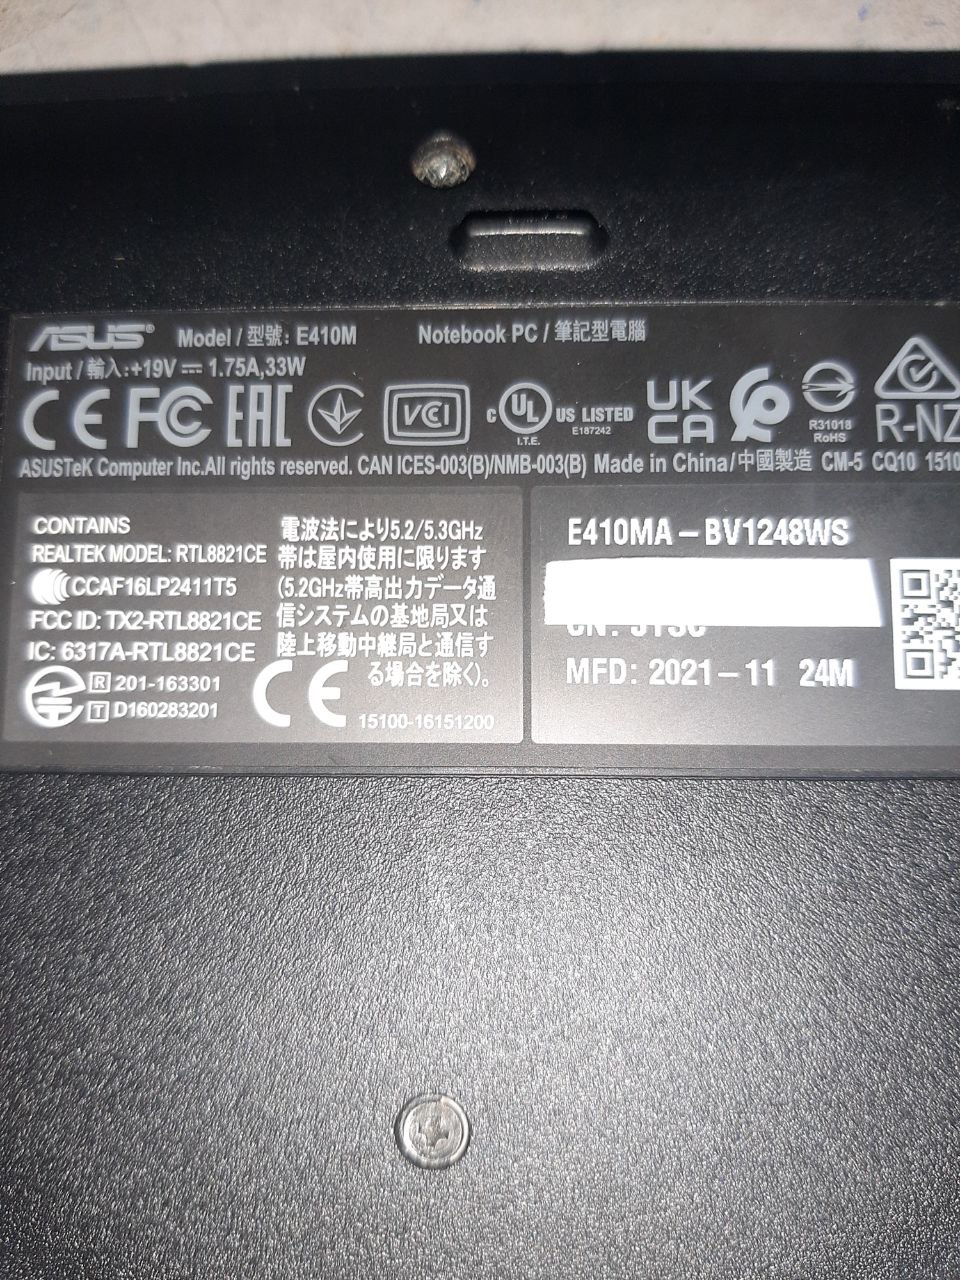 ASUS® Model / 型號: E410M Notebook PC / 筆記型電腦
Input / 輸入:+19V ⎓ 1.75A,33W
CE FCC EAC VCI c UL US LISTED UK CA R-NZ
I.T.E. E187242 R31018
RoHS
ASUSTeK Computer Inc.All rights reserved. CAN ICES-003(B)/NMB-003(B) Made in China/中國製造 CM-5 CQ10 1510
CONTAINS
REALTEK MODEL: RTL8821CE
CCAF16LP2411T5
FCC ID: TX2-RTL8821CE
IC: 6317A-RTL8821CE
R 201-163301
T D160283201
電波法により5.2/5.3GHz
帯は屋内使用に限ります
(5.2GHz帯高出力データ通
信システムの基地局又は
陸上移動中継局と通信す
る場合を除く)。
CE 15100-16151200
E410MA-BV1248WS
MFD: 2021-11 24M